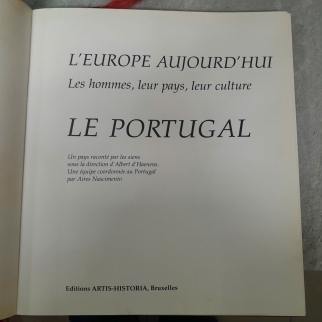 L'EUROPE AUJOURD'HUI
Les hommes, leur pays, leur culture
LE PORTUGAL
Un pays raconté par les siens
sous la direction d'Albert d'Haenens.
Une équipe coordonnée au Portugal
par Aires Nascimento
Editions ARTIS-HISTORIA, Bruxelles